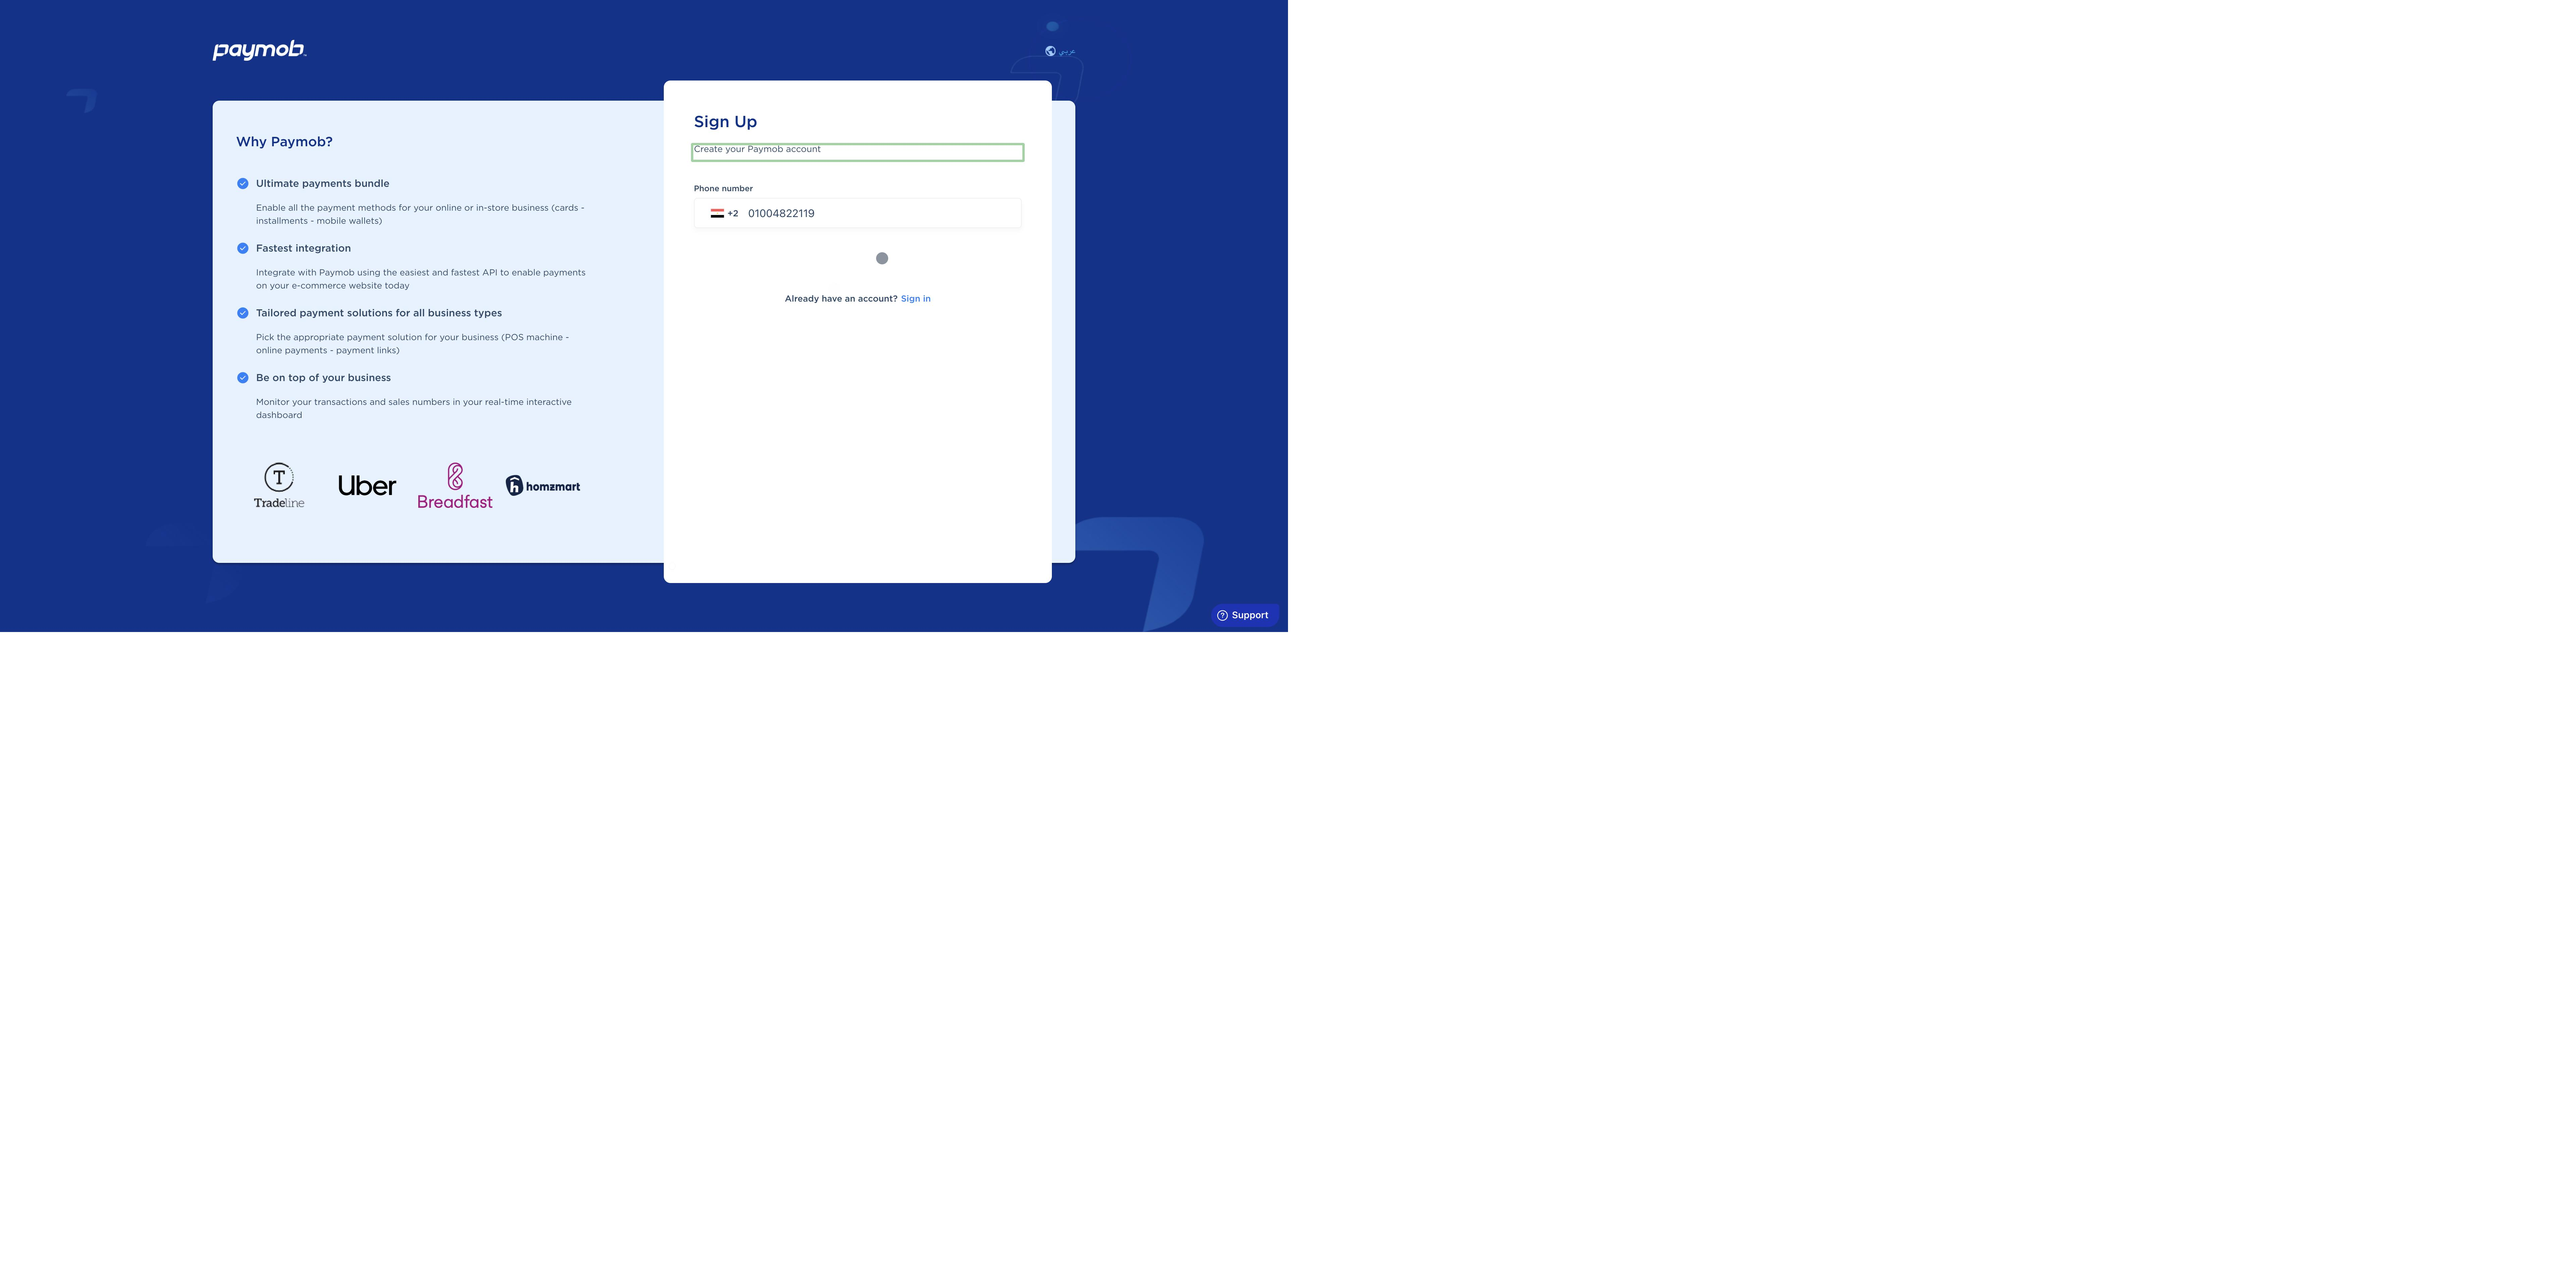 paymob
عربي
Why Paymob?
Ultimate payments bundle
Enable all the payment methods for your online or in-store business (cards -
installments - mobile wallets)
Fastest integration
Integrate with Paymob using the easiest and fastest API to enable payments
on your e-commerce website today
Tailored payment solutions for all business types
Pick the appropriate payment solution for your business (POS machine -
online payments - payment links)
Be on top of your business
Monitor your transactions and sales numbers in your real-time interactive
dashboard
T
Tradeline
Uber
Breadfast
homzmart
Sign Up
Create your Paymob account
Phone number
+2 01004822119
Already have an account? Sign in
Support